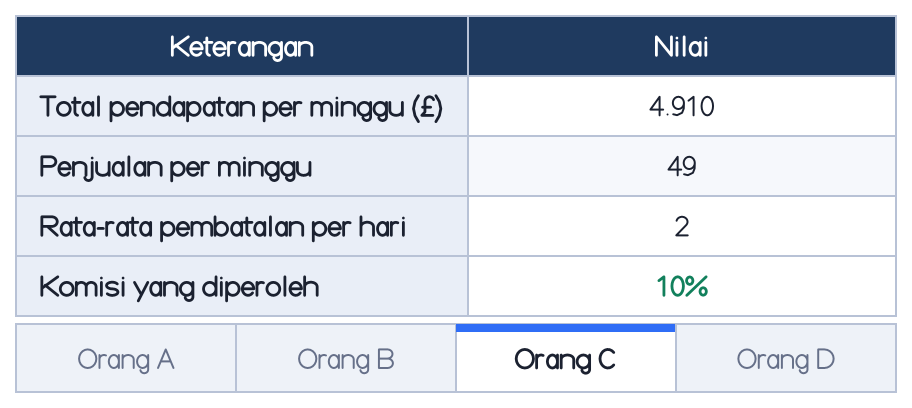 Keterangan Nilai
Total pendapatan per minggu (£) 4.910
Penjualan per minggu 49
Rata-rata pembatalan per hari 2
Komisi yang diperoleh 10%
Orang A Orang B Orang C Orang D